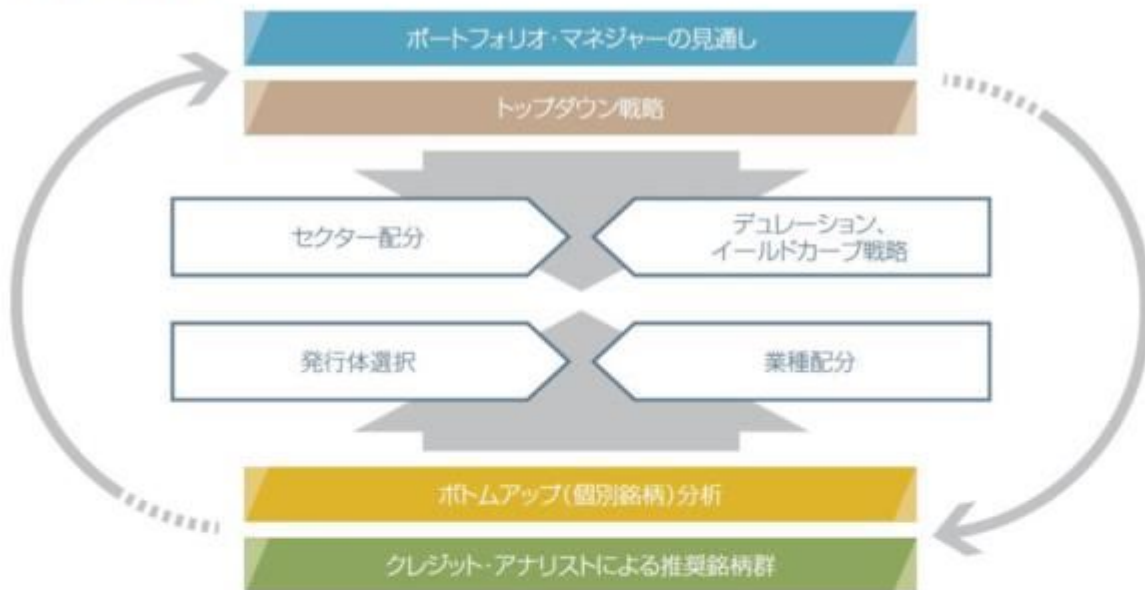 ポートフォリオ・マネジャーの見通し
トップダウン戦略
セクター配分
デュレーション、
イールドカーブ戦略
発行体選択
業種配分
ボトムアップ(個別銘柄)分析
クレジット・アナリストによる推奨銘柄群